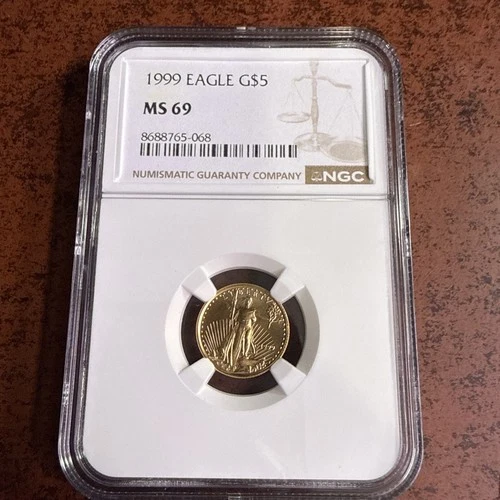 1999 EAGLE G$5
MS 69
8688765-068
NUMISMATIC GUARANTY COMPANY NGC